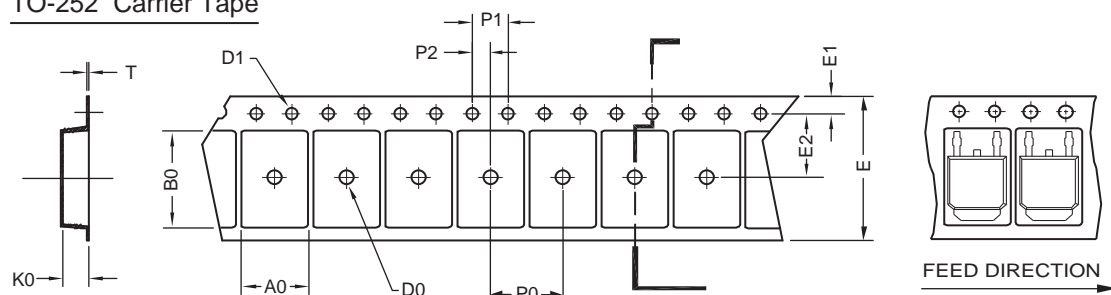 TO-252 Carrier Tape
P1
P2
D1
T
E1
E2
E
B0
K0
A0
D0
P0
FEED DIRECTION